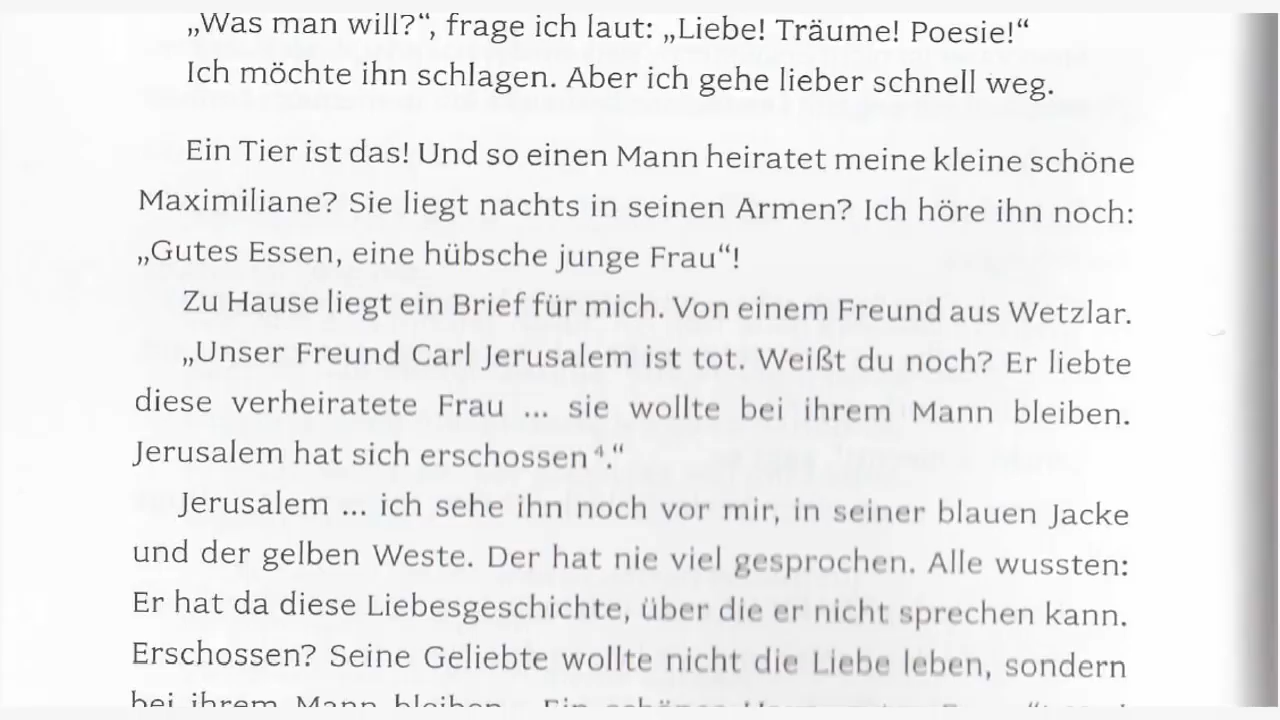 „Was man will?“, frage ich laut: „Liebe! Träume! Poesie!“
Ich möchte ihn schlagen. Aber ich gehe lieber schnell weg.
Ein Tier ist das! Und so einen Mann heiratet meine kleine schöne
Maximiliane? Sie liegt nachts in seinen Armen? Ich höre ihn noch:
„Gutes Essen, eine hübsche junge Frau“!
Zu Hause liegt ein Brief für mich. Von einem Freund aus Wetzlar.
„Unser Freund Carl Jerusalem ist tot. Weißt du noch? Er liebte
diese verheiratete Frau ... sie wollte bei ihrem Mann bleiben.
Jerusalem hat sich erschossen⁴.“
Jerusalem ... ich sehe ihn noch vor mir, in seiner blauen Jacke
und der gelben Weste. Der hat nie viel gesprochen. Alle wussten:
Er hat da diese Liebesgeschichte, über die er nicht sprechen kann.
Erschossen? Seine Geliebte wollte nicht die Liebe leben, sondern
bei ihrem Mann bleiben